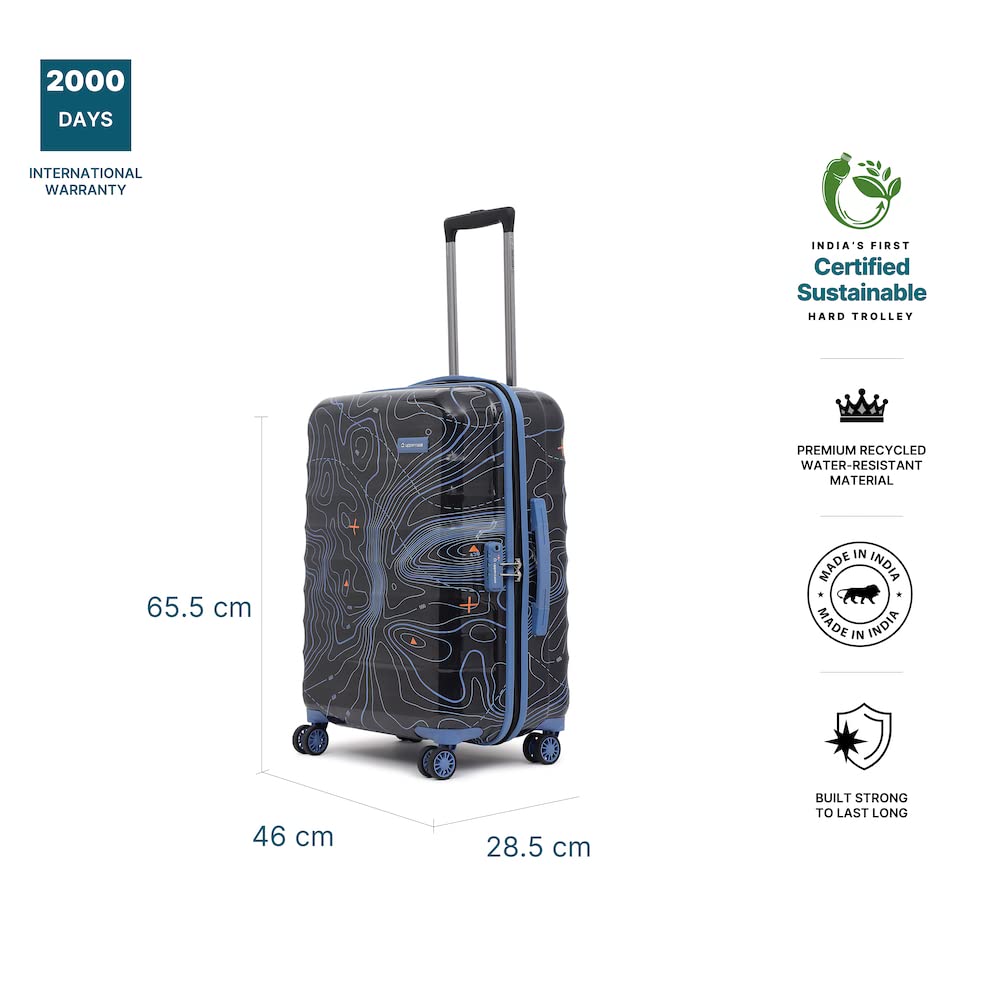 2000
DAYS
INTERNATIONAL
WARRANTY
INDIA'S FIRST
Certified
Sustainable
HARD TROLLEY
PREMIUM RECYCLED
WATER-RESISTANT
MATERIAL
MADE IN INDIA
MADE IN INDIA
BUILT STRONG
TO LAST LONG
uppercase
65.5 cm
46 cm
28.5 cm